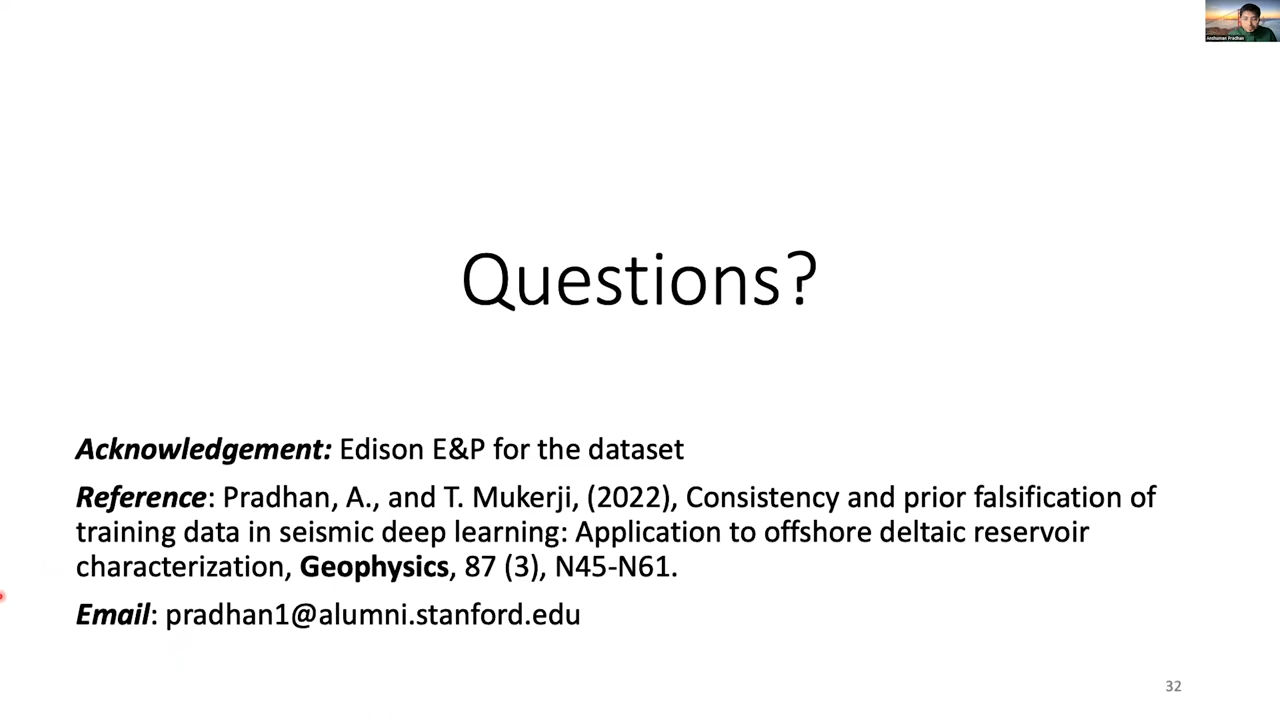 Anshuman Pradhan
Questions?
Acknowledgement: Edison E&P for the dataset
Reference: Pradhan, A., and T. Mukerji, (2022), Consistency and prior falsification of
training data in seismic deep learning: Application to offshore deltaic reservoir
characterization, Geophysics, 87 (3), N45-N61.
Email: pradhan1@alumni.stanford.edu
32